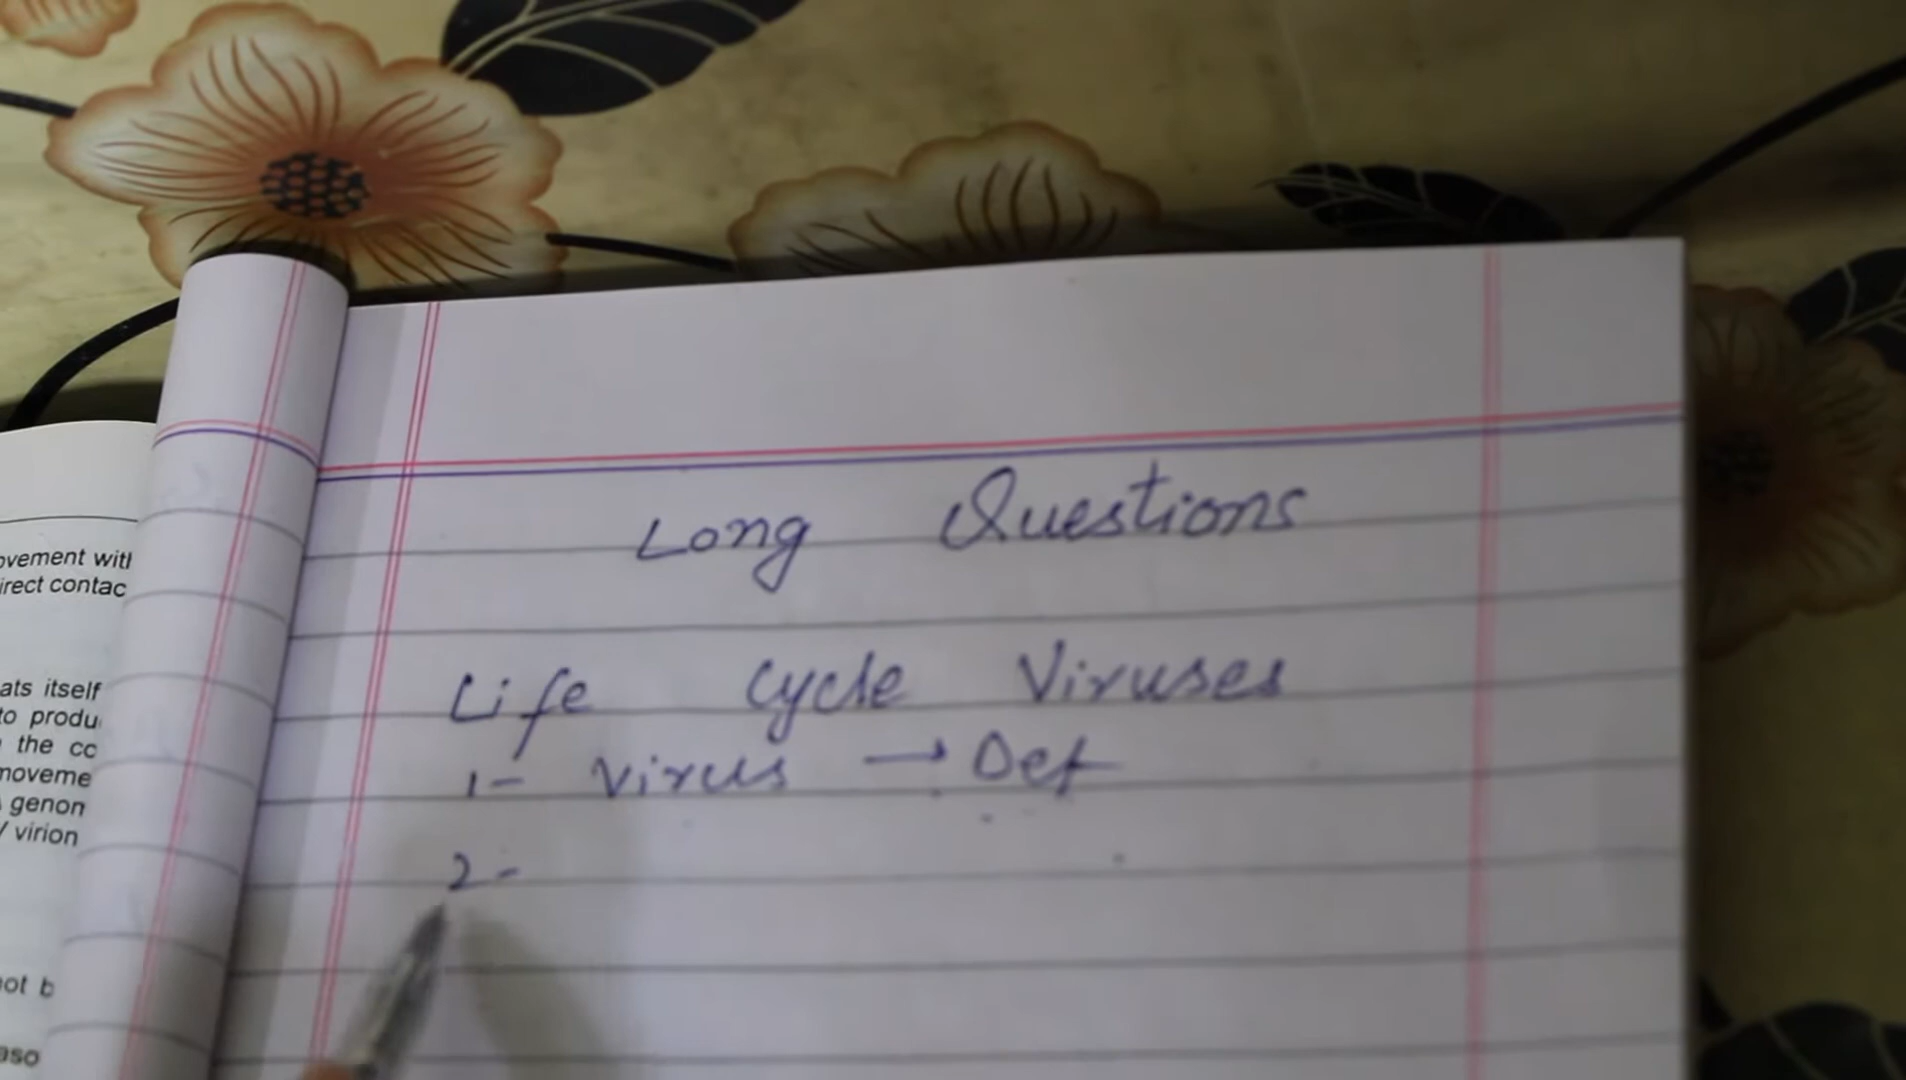 Long Questions
Life Cycle Viruses
1- Virus → Def
2-
ovement with
irect contac
ats itself
to produ
the cc
moveme
genon
/ virion
not b
aso